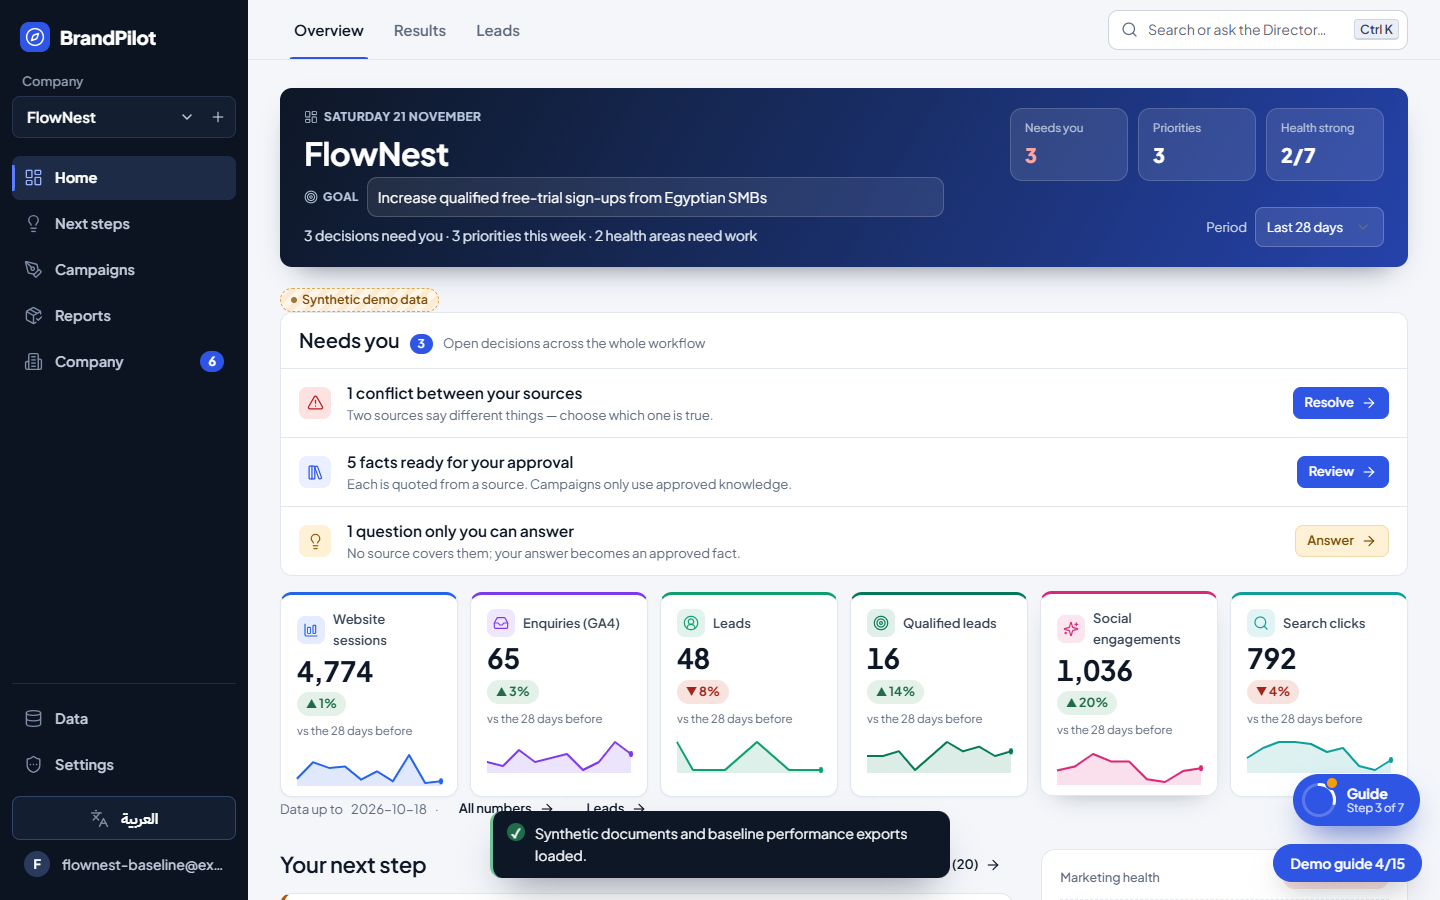 BrandPilot
Company
FlowNest
Home
Next steps
Campaigns
Reports
Company 6
Data
Settings
العربية
F flownest-baseline@ex...
Overview Results Leads
Search or ask the Director... Ctrl K
SATURDAY 21 NOVEMBER
FlowNest
GOAL Increase qualified free-trial sign-ups from Egyptian SMBs
3 decisions need you · 3 priorities this week · 2 health areas need work
Needs you
3
Priorities
3
Health strong
2/7
Period Last 28 days
Synthetic demo data
Needs you 3 Open decisions across the whole workflow
1 conflict between your sources
Two sources say different things — choose which one is true.
Resolve →
5 facts ready for your approval
Each is quoted from a source. Campaigns only use approved knowledge.
Review →
1 question only you can answer
No source covers them; your answer becomes an approved fact.
Answer →
Website
sessions
4,774
▲1%
vs the 28 days before
Enquiries (GA4)
65
▲3%
vs the 28 days before
Leads
48
▼8%
vs the 28 days before
Qualified leads
16
▲14%
vs the 28 days before
Social
engagements
1,036
▲20%
vs the 28 days before
Search clicks
792
▼4%
vs the 28 days before
Data up to 2026-10-18 · All numbers → Leads →
Synthetic documents and baseline performance exports
loaded.
Your next step
(20) →
Marketing health
Guide
Step 3 of 7
Demo guide 4/15